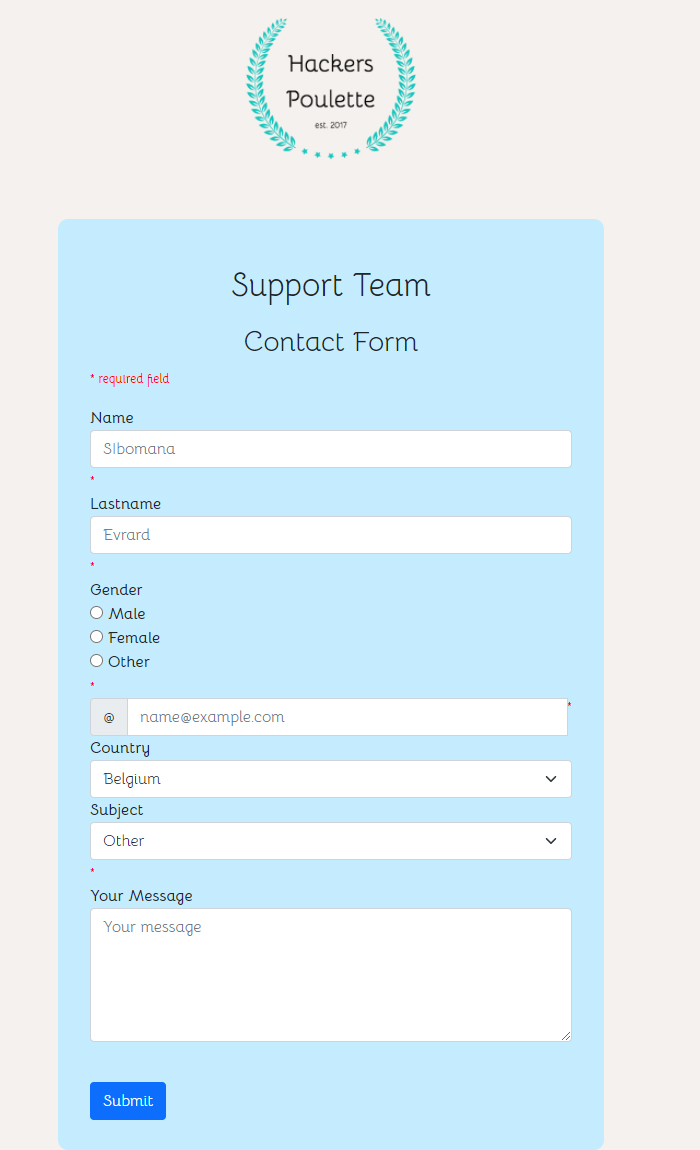 Hackers
Poulette
est. 2017
Support Team
Contact Form
* required field
Name
SIbomana
*
Lastname
Evrard
*
Gender
Male
Female
Other
*
@ name@example.com *
Country
Belgium
Subject
Other
*
Your Message
Your message
Submit